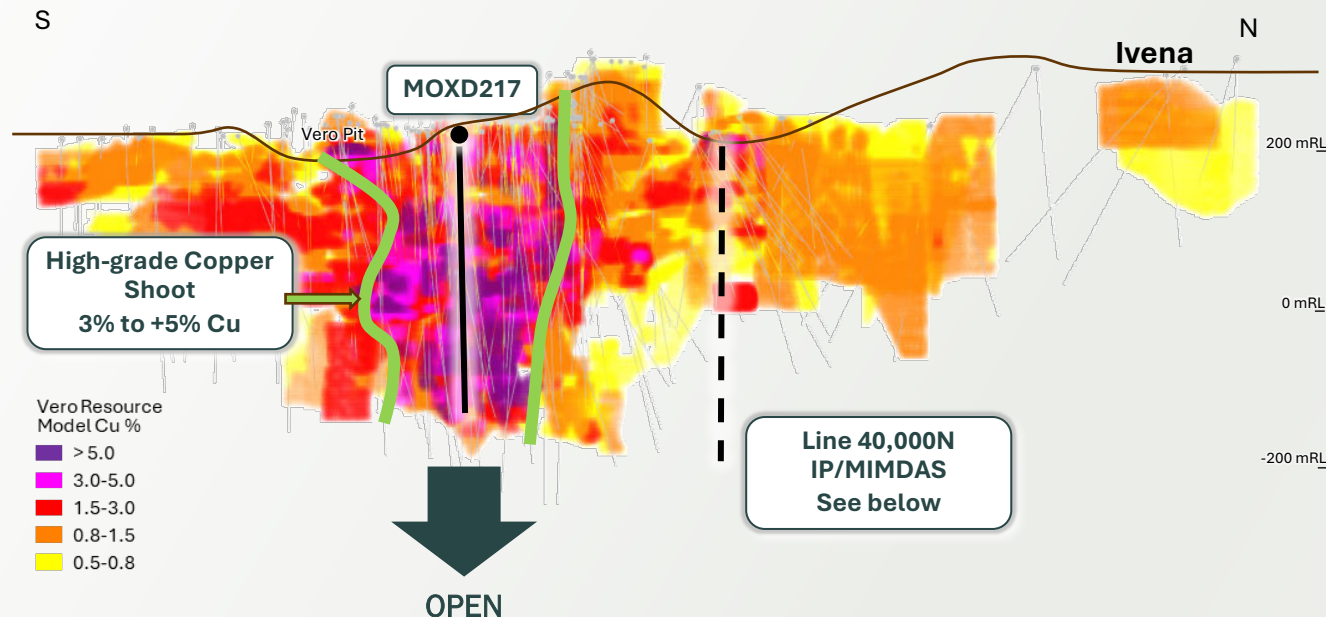 S
N
Ivena
MOXD217
Vero Pit
200 mRL
High-grade Copper
Shoot
3% to +5% Cu
0 mRL
Vero Resource
Model Cu %
> 5.0
3.0-5.0
1.5-3.0
0.8-1.5
0.5-0.8
Line 40,000N
IP/MIMDAS
See below
-200 mRL
OPEN